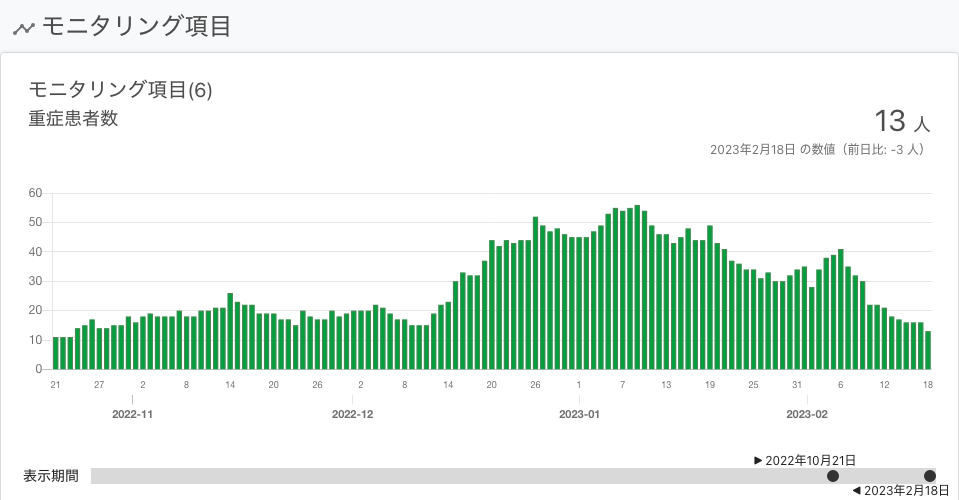 モニタリング項目
モニタリング項目(6)
重症患者数
13 人
2023年2月18日 の数値（前日比: -3 人）
60
50
40
30
20
10
0
21 27 2 8 14 20 26 2 8 14 20 26 1 7 13 19 25 31 6 12 18
2022-11 2022-12 2023-01 2023-02
▶ 2022年10月21日
表示期間
◀ 2023年2月18日